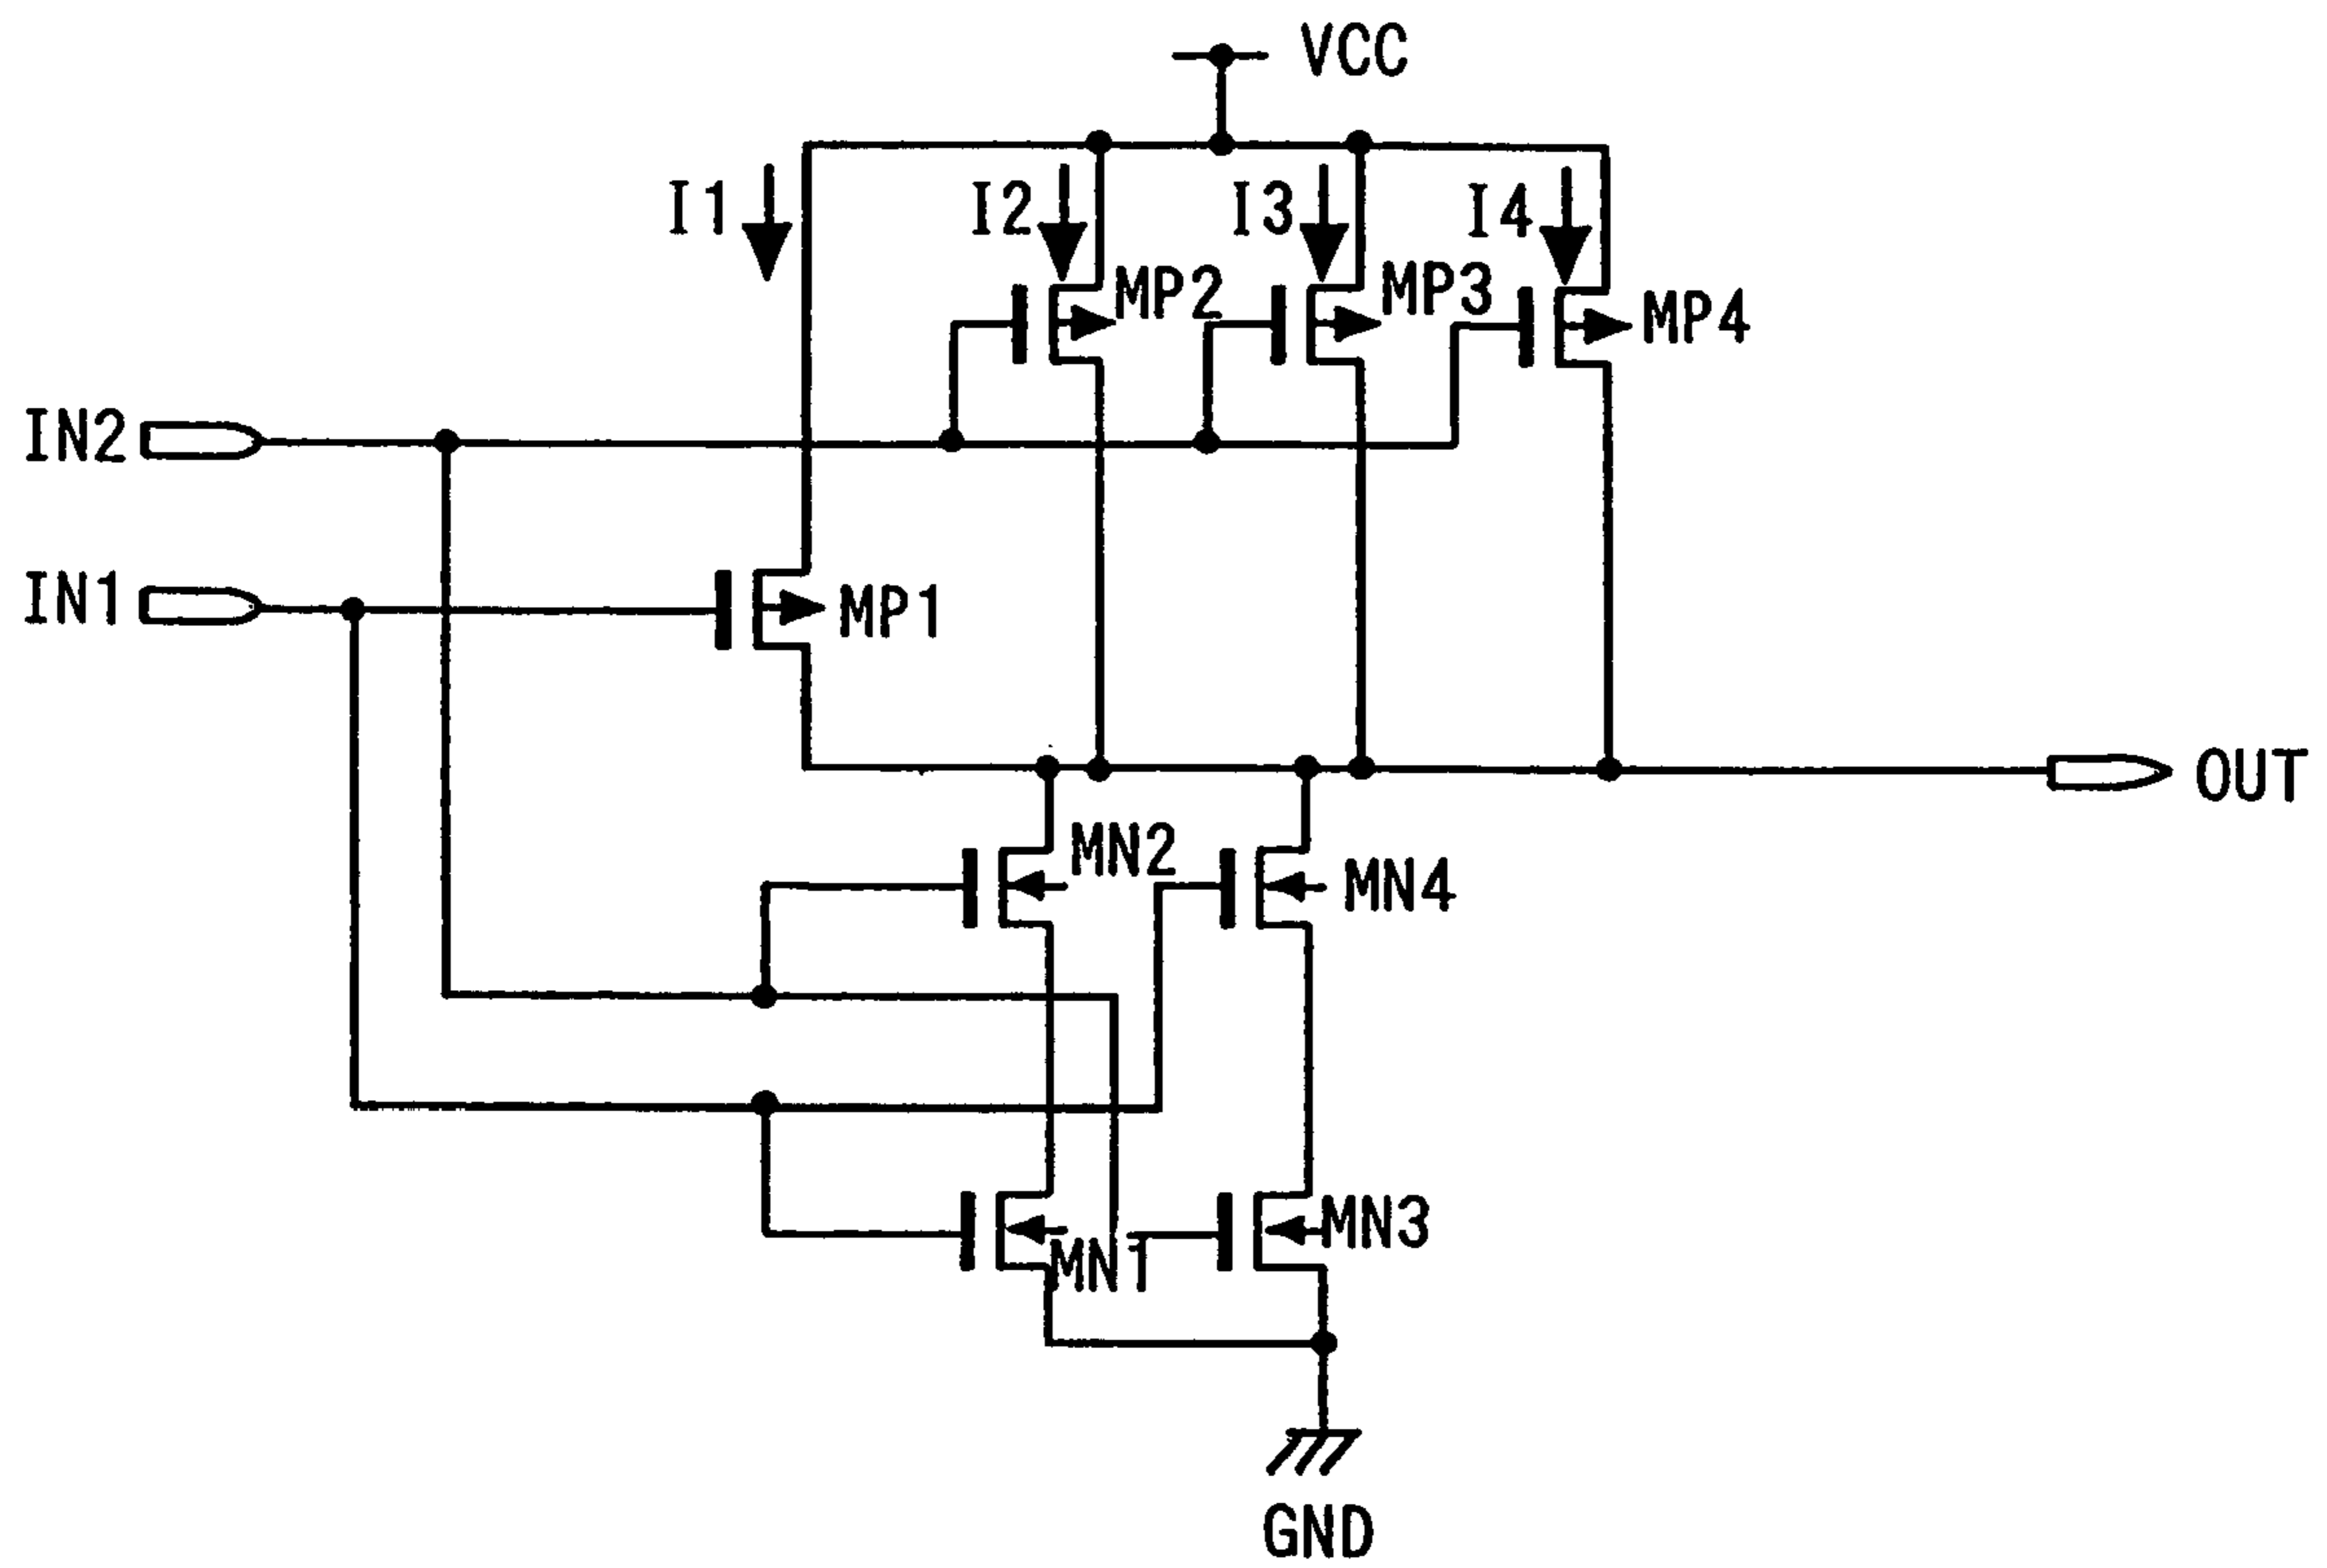 VCC
I1
I2
I3
I4
MP2
MP3
MP4
IN2
IN1
MP1
OUT
MN2
MN4
MN1
MN3
GND